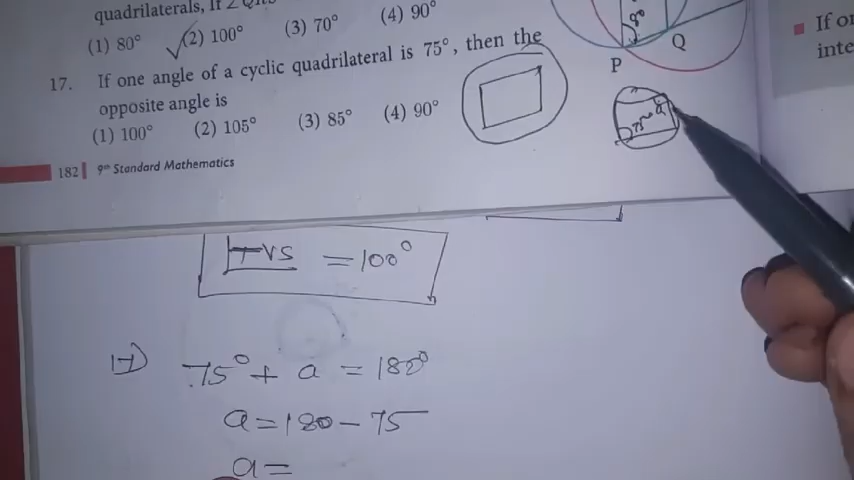 quadrilaterals, If ∠
(1) 80° (2) 100° (3) 70° (4) 90°
17. If one angle of a cyclic quadrilateral is 75°, then the
opposite angle is
(1) 100° (2) 105° (3) 85° (4) 90°
P
Q
75° a
If or
inte
182 9th Standard Mathematics
= 100°
17)
75° + a = 180°
a = 180 - 75
a =